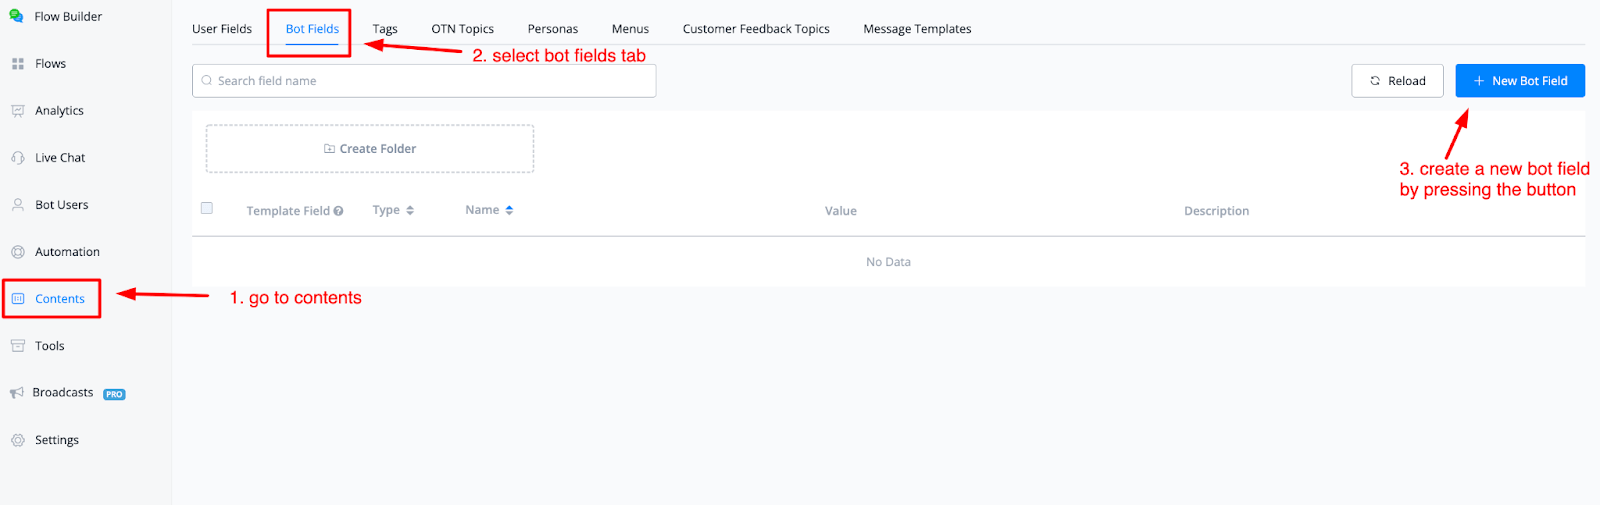 Flow Builder
Flows
Analytics
Live Chat
Bot Users
Automation
Contents
Tools
Broadcasts PRO
Settings
User Fields Bot Fields Tags OTN Topics Personas Menus Customer Feedback Topics Message Templates
2. select bot fields tab
Search field name
Reload
New Bot Field
Create Folder
3. create a new bot field
by pressing the button
Template Field Type Name Value Description
No Data
1. go to contents